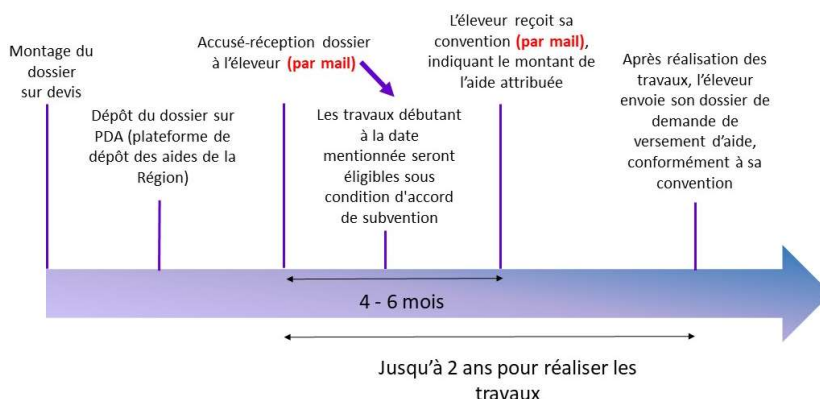 Montage du
dossier
sur devis
Dépôt du dossier sur
PDA (plateforme de
dépôt des aides de la
Région)
Accusé-réception dossier
à l’éleveur (par mail)
Les travaux débutant
à la date
mentionnée seront
éligibles sous
condition d'accord
de subvention
L’éleveur reçoit sa
convention (par mail),
indiquant le montant de
l’aide attribuée
Après réalisation des
travaux, l’éleveur
envoie son dossier de
demande de
versement d’aide,
conformément à sa
convention
4 - 6 mois
Jusqu’à 2 ans pour réaliser les
travaux